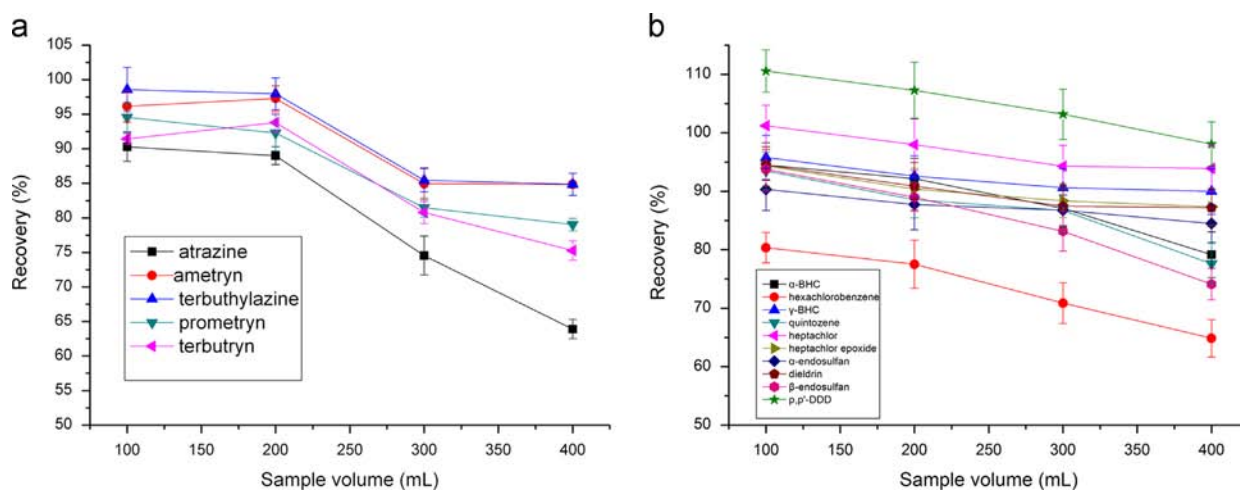 a
105
100
95
90
85
80
75
70
65
60
55
50
Recovery (%)
atrazine
ametryn
terbuthylazine
prometryn
terbutryn
100 150 200 250 300 350 400
Sample volume (mL)
b
110
100
90
80
70
60
50
Recovery (%)
α-BHC
hexachlorobenzene
γ-BHC
quintozene
heptachlor
heptachlor epoxide
α-endosulfan
dieldrin
β-endosulfan
p,p'-DDD
100 150 200 250 300 350 400
Sample volume (mL)